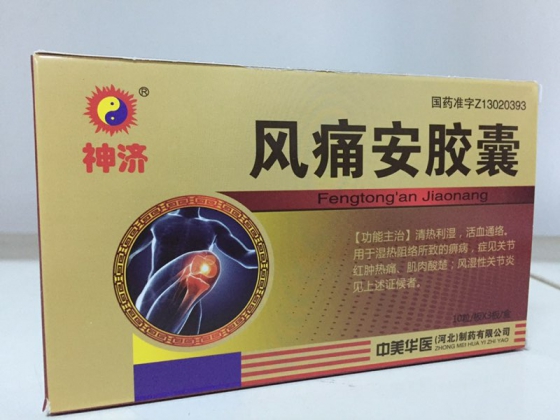 国药准字Z13020393
神济
®
风痛安胶囊
Fengtong'an Jiaonang
【功能主治】清热利湿，活血通络。
用于湿热阻络所致的痹病，症见关节
红肿热痛、肌肉酸楚；风湿性关节炎
见上述证候者。
中美华医（河北）制药有限公司
ZHONG MEI HUA YI ZHI YAO